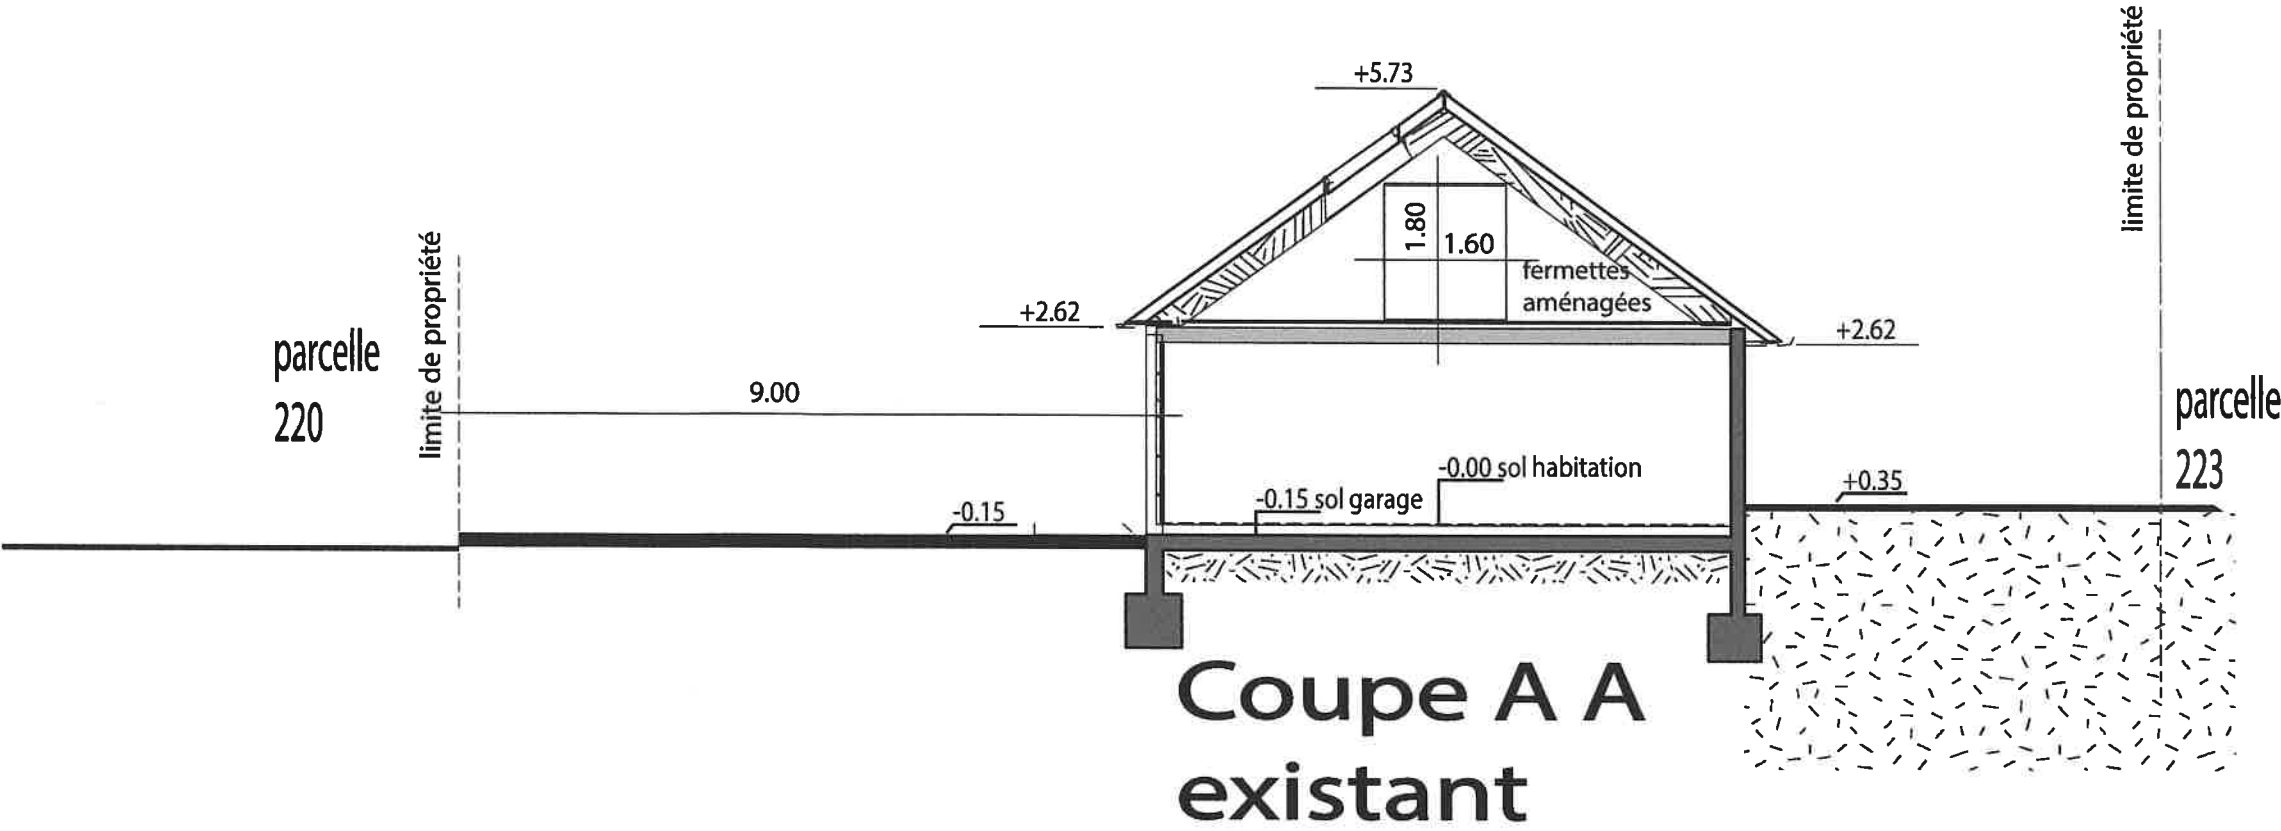 +5.73
limite de propriété
1.80
1.60
fermettes
aménagées
+2.62
+2.62
limite de propriété
parcelle
220
9.00
parcelle
223
-0.00 sol habitation
-0.15 sol garage
-0.15
+0.35
Coupe A A
existant